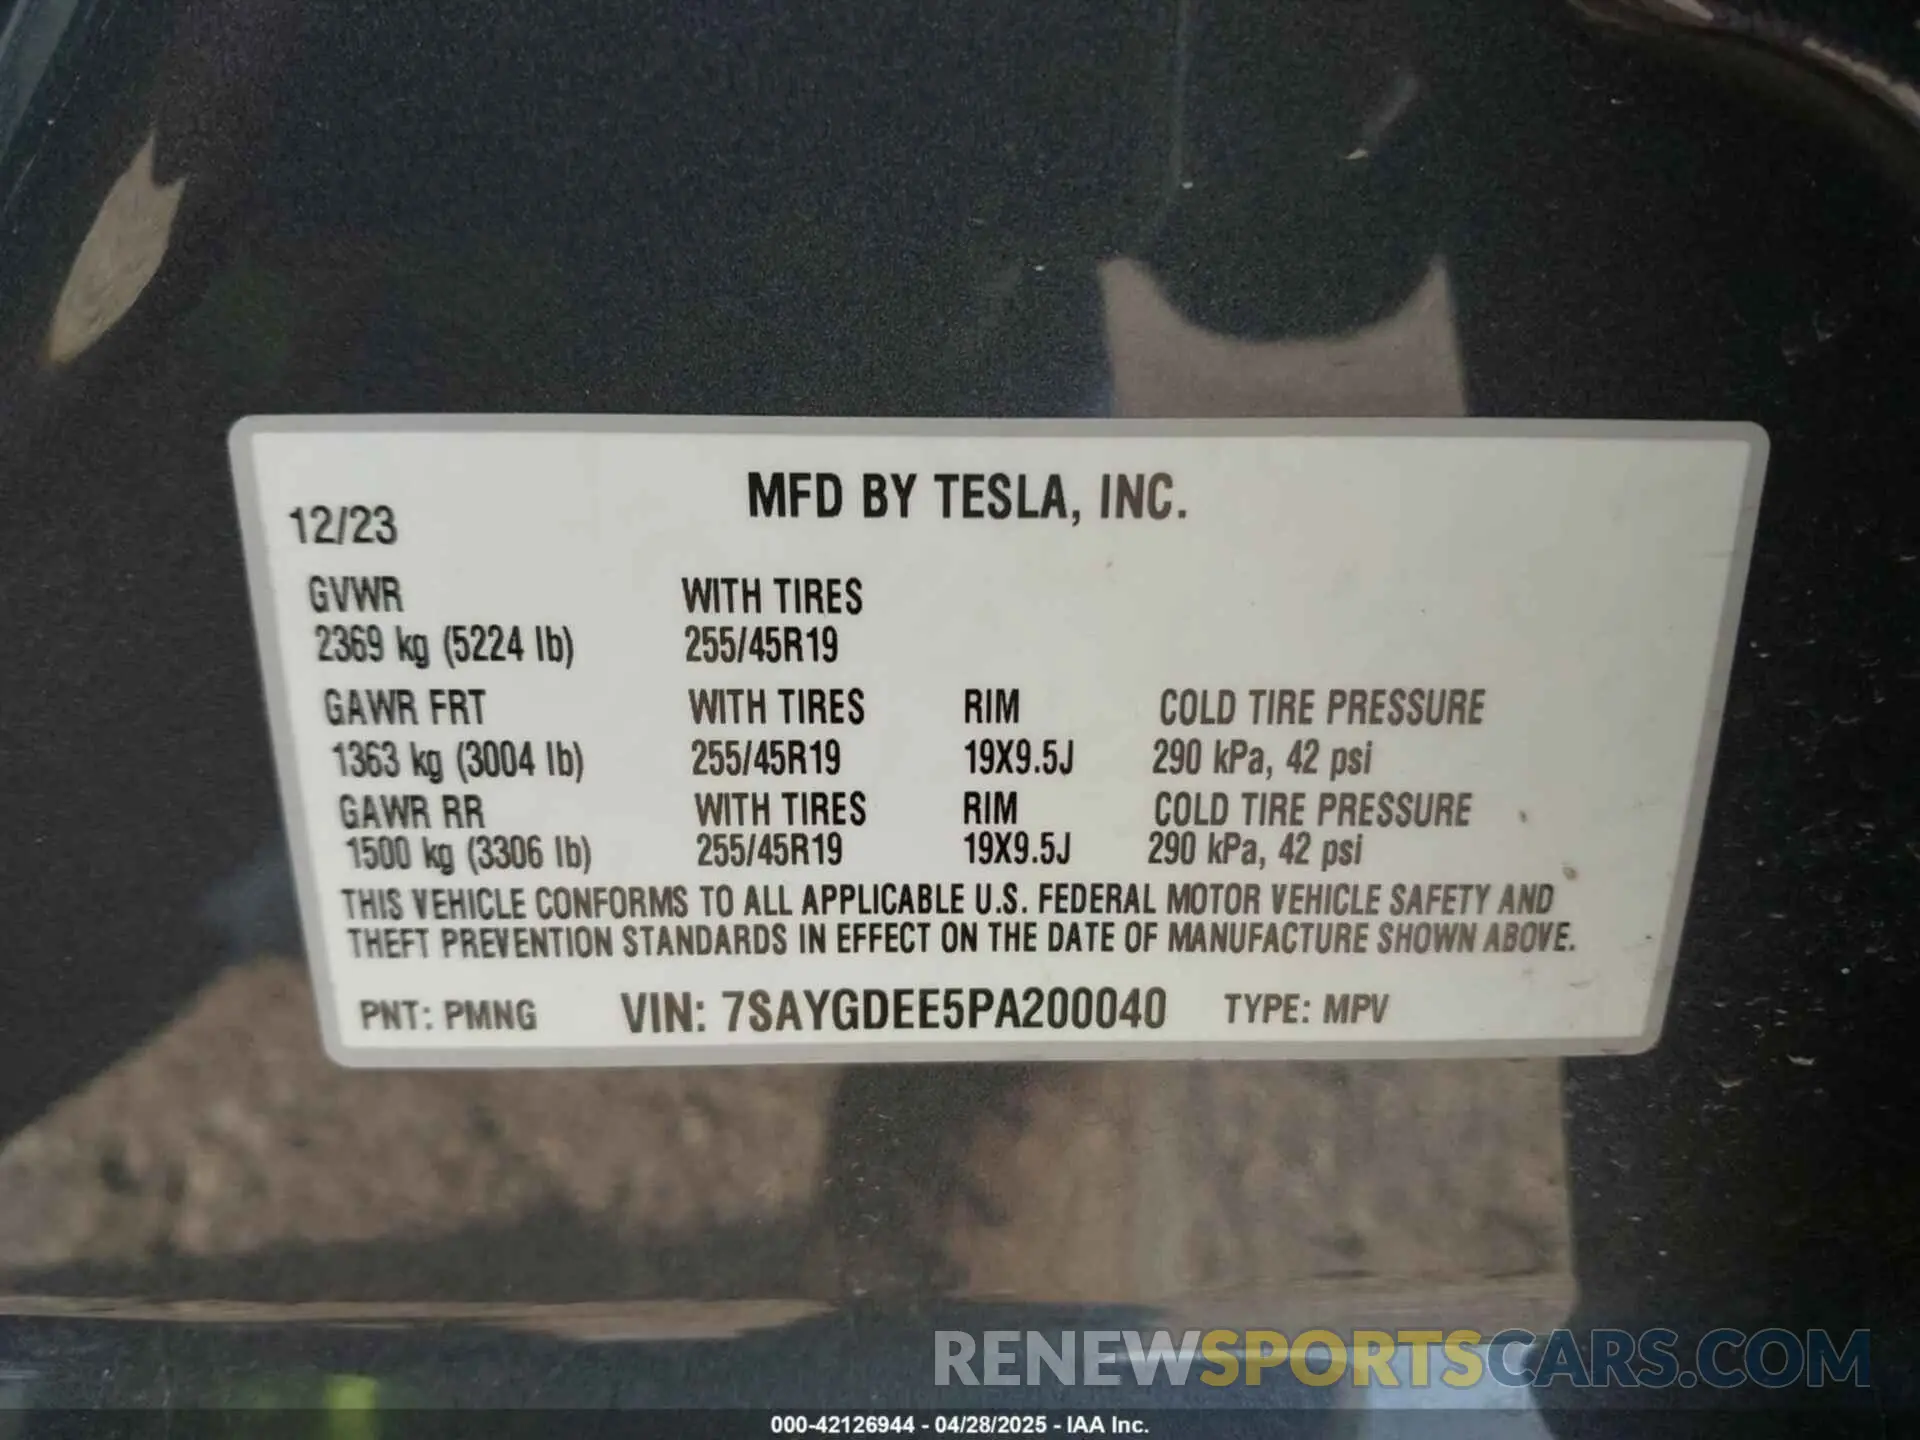 MFD BY TESLA, INC.
12/23
GVWR WITH TIRES
2369 kg (5224 lb) 255/45R19
GAWR FRT WITH TIRES RIM COLD TIRE PRESSURE
1363 kg (3004 lb) 255/45R19 19X9.5J 290 kPa, 42 psi
GAWR RR WITH TIRES RIM COLD TIRE PRESSURE
1500 kg (3306 lb) 255/45R19 19X9.5J 290 kPa, 42 psi
THIS VEHICLE CONFORMS TO ALL APPLICABLE U.S. FEDERAL MOTOR VEHICLE SAFETY AND
THEFT PREVENTION STANDARDS IN EFFECT ON THE DATE OF MANUFACTURE SHOWN ABOVE.
PNT: PMNG VIN: 7SAYGDEE5PA200040 TYPE: MPV
RENEWSPORTSCARS.COM
000-42126944 - 04/28/2025 - IAA Inc.